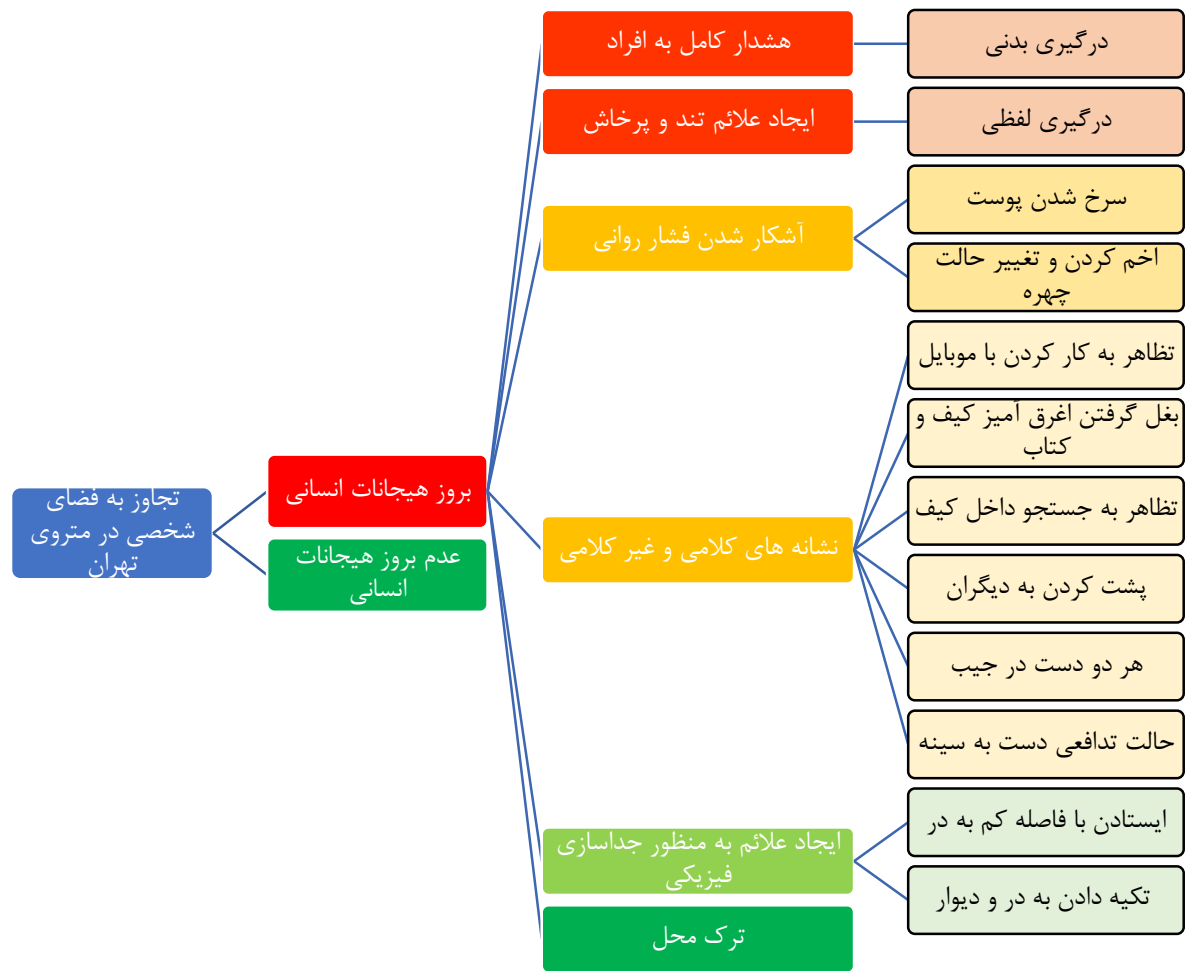 تجاوز به فضای
شخصی در متروی
تهران
بروز هیجانات انسانی
عدم بروز هیجانات
انسانی
هشدار کامل به افراد
ایجاد علائم تند و پرخاش
آشکار شدن فشار روانی
نشانه های کلامی و غیر کلامی
ایجاد علائم به منظور جداسازی
فیزیکی
ترک محل
درگیری بدنی
درگیری لفظی
سرخ شدن پوست
اخم کردن و تغییر حالت
چهره
تظاهر به کار کردن با موبایل
بغل گرفتن اغرق آمیز کیف و
کتاب
تظاهر به جستجو داخل کیف
پشت کردن به دیگران
هر دو دست در جیب
حالت تدافعی دست به سینه
ایستادن با فاصله کم به در
تکیه دادن به در و دیوار